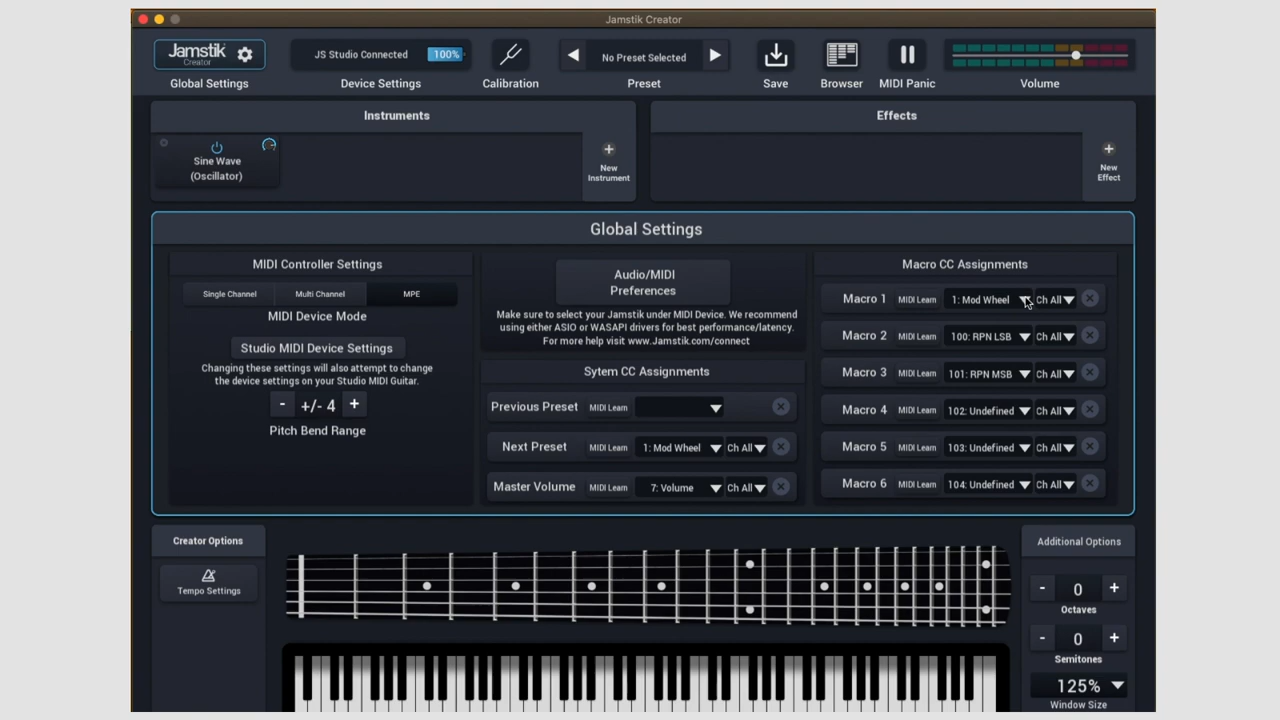 Jamstik Creator
Jamstik
Creator
Global Settings
JS Studio Connected 100%
Device Settings
Calibration
No Preset Selected
Preset
Save
Browser
MIDI Panic
Volume
Instruments
Sine Wave
(Oscillator)
+
New
Instrument
Effects
+
New
Effect
Global Settings
MIDI Controller Settings
Single Channel Multi Channel MPE
MIDI Device Mode
Studio MIDI Device Settings
Changing these settings will also attempt to change
the device settings on your Studio MIDI Guitar.
- +/- 4 +
Pitch Bend Range
Audio/MIDI
Preferences
Make sure to select your Jamstik under MIDI Device. We recommend
using either ASIO or WASAPI drivers for best performance/latency.
For more help visit www.Jamstik.com/connect
Sytem CC Assignments
Previous Preset MIDI Learn
Next Preset MIDI Learn 1: Mod Wheel Ch All
Master Volume MIDI Learn 7: Volume Ch All
Macro CC Assignments
Macro 1 MIDI Learn 1: Mod Wheel Ch All
Macro 2 MIDI Learn 100: RPN LSB Ch All
Macro 3 MIDI Learn 101: RPN MSB Ch All
Macro 4 MIDI Learn 102: Undefined Ch All
Macro 5 MIDI Learn 103: Undefined Ch All
Macro 6 MIDI Learn 104: Undefined Ch All
Creator Options
Tempo Settings
Additional Options
- 0 +
Octaves
- 0 +
Semitones
125%
Window Size